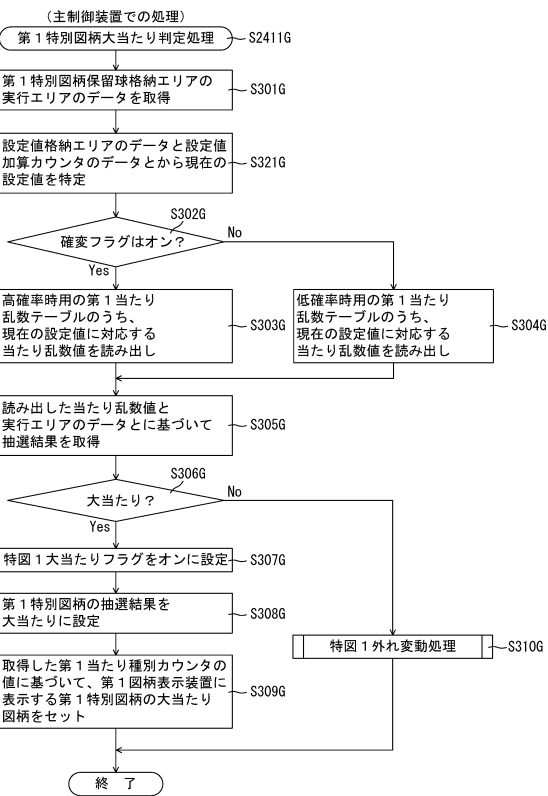 (主制御装置での処理)
第1特別図柄大当たり判定処理
S2411G
第1特別図柄保留球格納エリアの
実行エリアのデータを取得
S301G
設定値格納エリアのデータと設定値
加算カウンタのデータとから現在の
設定値を特定
S321G
S302G
確変フラグはオン?
No
Yes
高確率時用の第1当たり
乱数テーブルのうち、
現在の設定値に対応する
当たり乱数値を読み出し
S303G
低確率時用の第1当たり
乱数テーブルのうち、
現在の設定値に対応する
当たり乱数値を読み出し
S304G
読み出した当たり乱数値と
実行エリアのデータとに基づいて
抽選結果を取得
S305G
S306G
大当たり?
No
Yes
特図1大当たりフラグをオンに設定
S307G
第1特別図柄の抽選結果を
大当たりに設定
S308G
特図1外れ変動処理
S310G
取得した第1当たり種別カウンタの
値に基づいて、第1図柄表示装置に
表示する第1特別図柄の大当たり
図柄をセット
S309G
終 了